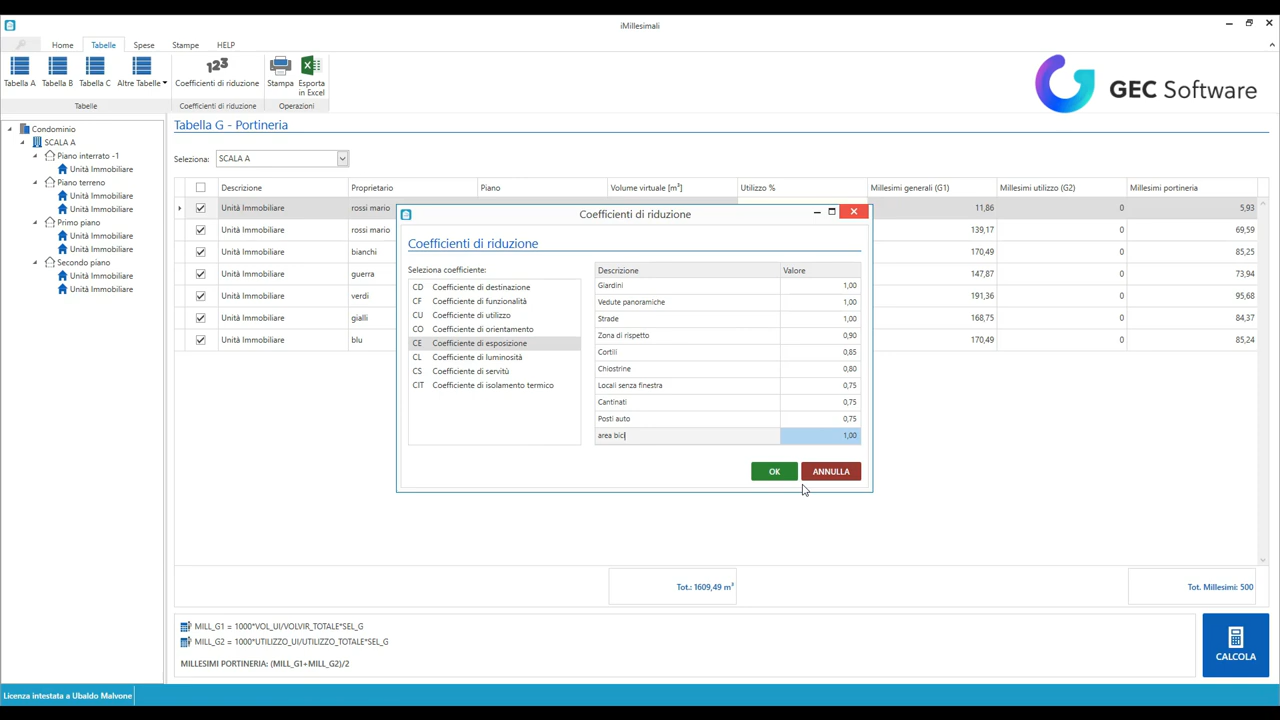 iMillesimali
Home Tabelle Spese Stampe HELP
Tabella A Tabella B Tabella C Altre Tabelle Coefficienti di riduzione Stampa Esporta in Excel
Tabelle Coefficienti di riduzione Operazioni
GEC Software
Condominio
SCALA A
Piano interrato -1
Unità Immobiliare
Piano terreno
Unità Immobiliare
Unità Immobiliare
Primo piano
Unità Immobiliare
Unità Immobiliare
Secondo piano
Unità Immobiliare
Unità Immobiliare
Tabella G - Portineria
Seleziona: SCALA A
Descrizione Proprietario Piano Volume virtuale [m³] Utilizzo % Millesimi generali (G1) Millesimi utilizzo (G2) Millesimi portineria
Unità Immobiliare rossi mario 11,86 0 5,93
Unità Immobiliare rossi mario 139,17 0 69,59
Unità Immobiliare bianchi 170,49 0 85,25
Unità Immobiliare guerra 147,87 0 73,94
Unità Immobiliare verdi 191,36 0 95,68
Unità Immobiliare gialli 168,75 0 84,37
Unità Immobiliare blu 170,49 0 85,24
Coefficienti di riduzione
Coefficienti di riduzione
Seleziona coefficiente:
CD Coefficiente di destinazione
CF Coefficiente di funzionalità
CU Coefficiente di utilizzo
CO Coefficiente di orientamento
CE Coefficiente di esposizione
CL Coefficiente di luminosità
CS Coefficiente di servitù
CIT Coefficiente di isolamento termico
Descrizione Valore
Giardini 1,00
Vedute panoramiche 1,00
Strade 1,00
Zona di rispetto 0,90
Cortili 0,85
Chiostrine 0,80
Locali senza finestra 0,75
Cantinati 0,75
Posti auto 0,75
area bici 1,00
OK ANNULLA
Tot.: 1609,49 m³ Tot. Millesimi: 500
MILL_G1 = 1000*VOL_UI/VOLVIR_TOTALE*SEL_G
MILL_G2 = 1000*UTILIZZO_UI/UTILIZZO_TOTALE*SEL_G
MILLESIMI PORTINERIA: (MILL_G1+MILL_G2)/2
CALCOLA
Licenza intestata a Ubaldo Malvone